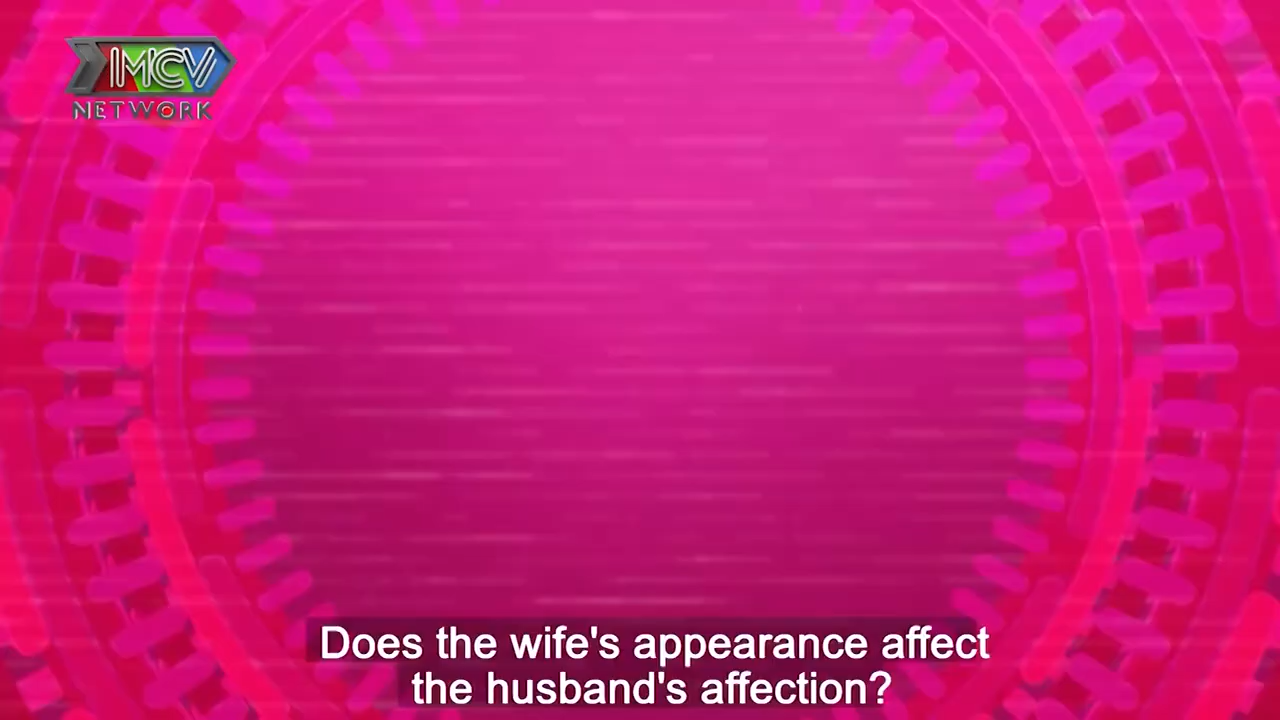 MCV
NETWORK
Does the wife's appearance affect
the husband's affection?